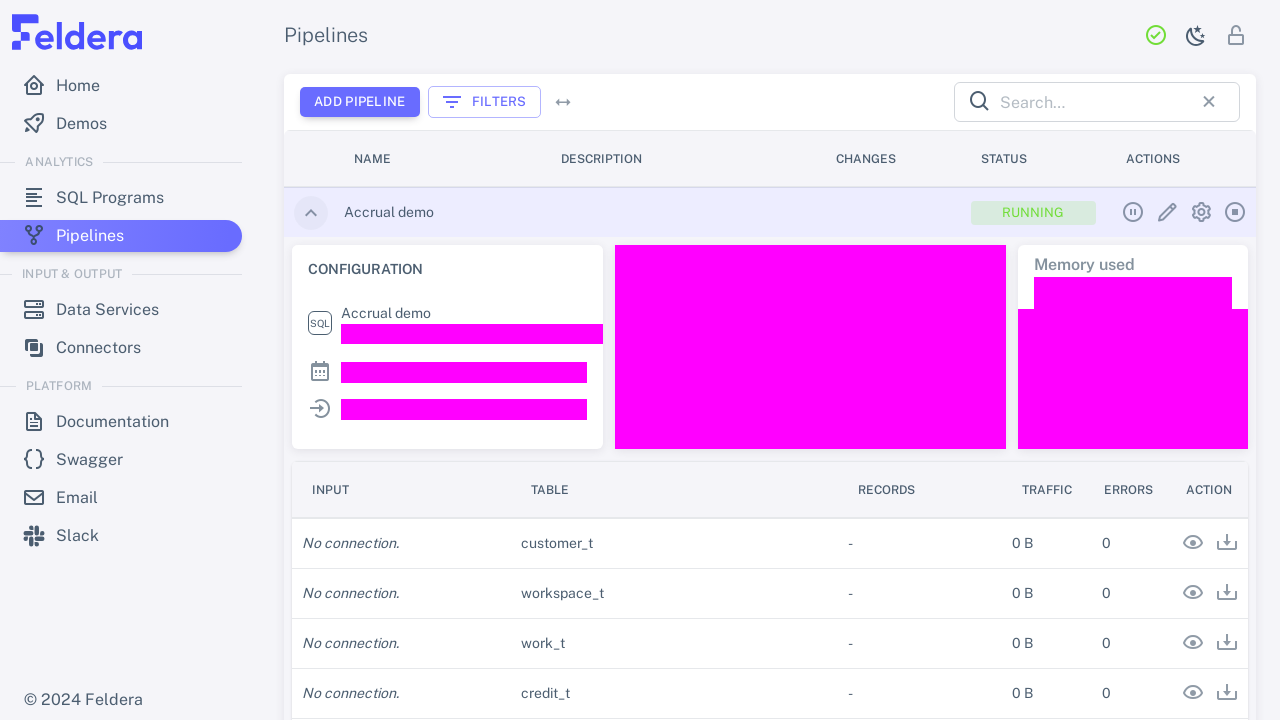 Feldera
Pipelines
Home
Demos
ANALYTICS
SQL Programs
Pipelines
INPUT & OUTPUT
Data Services
Connectors
PLATFORM
Documentation
Swagger
Email
Slack
© 2024 Feldera
ADD PIPELINE FILTERS Search...
NAME DESCRIPTION CHANGES STATUS ACTIONS
Accrual demo RUNNING
CONFIGURATION
SQL Accrual demo
Memory used
INPUT TABLE RECORDS TRAFFIC ERRORS ACTION
No connection. customer_t - 0 B 0
No connection. workspace_t - 0 B 0
No connection. work_t - 0 B 0
No connection. credit_t - 0 B 0